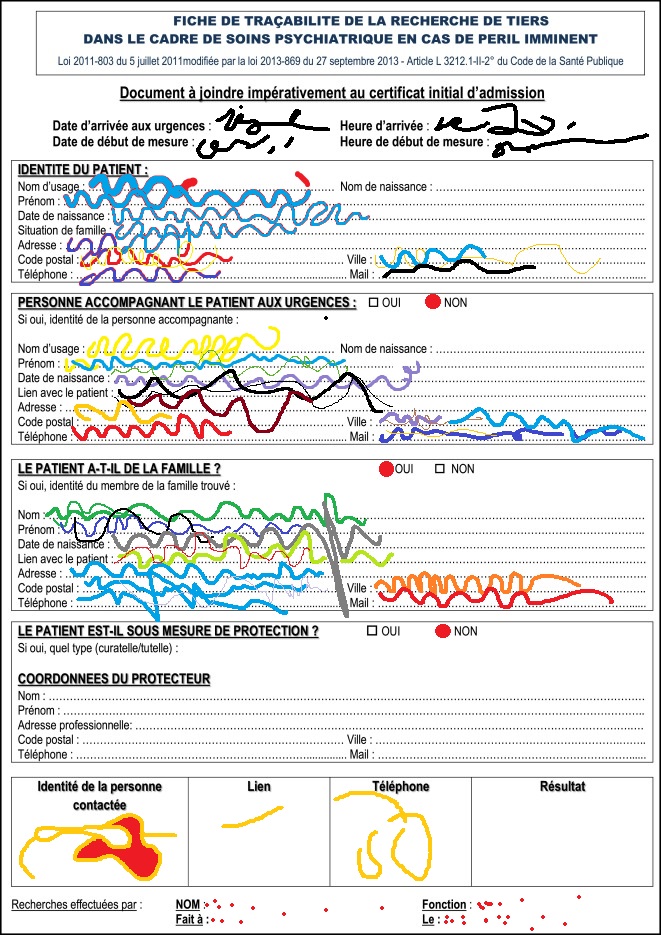 FICHE DE TRAÇABILITE DE LA RECHERCHE DE TIERS
DANS LE CADRE DE SOINS PSYCHIATRIQUE EN CAS DE PERIL IMMINENT
Loi 2011-803 du 5 juillet 2011modifiée par la loi 2013-869 du 27 septembre 2013 - Article L 3212.1-II-2° du Code de la Santé Publique
Document à joindre impérativement au certificat initial d'admission
Date d'arrivée aux urgences : Heure d'arrivée :
Date de début de mesure : Heure de début de mesure :
IDENTITE DU PATIENT :
Nom d'usage : Nom de naissance :
Prénom :
Date de naissance :
Situation de famille :
Adresse :
Code postal : Ville :
Téléphone : Mail :
PERSONNE ACCOMPAGNANT LE PATIENT AUX URGENCES : OUI NON
Si oui, identité de la personne accompagnante :
Nom d'usage : Nom de naissance :
Prénom :
Date de naissance :
Lien avec le patient :
Adresse :
Code postal : Ville :
Téléphone : Mail :
LE PATIENT A-T-IL DE LA FAMILLE ? OUI NON
Si oui, identité du membre de la famille trouvé :
Nom :
Prénom :
Date de naissance :
Lien avec le patient :
Adresse :
Code postal : Ville :
Téléphone : Mail :
LE PATIENT EST-IL SOUS MESURE DE PROTECTION ? OUI NON
Si oui, quel type (curatelle/tutelle) :
COORDONNEES DU PROTECTEUR
Nom :
Prénom :
Adresse professionnelle:
Code postal : Ville :
Téléphone : Mail :
Identité de la personne contactée Lien Téléphone Résultat
Recherches effectuées par : NOM : Fonction :
Fait à : Le :